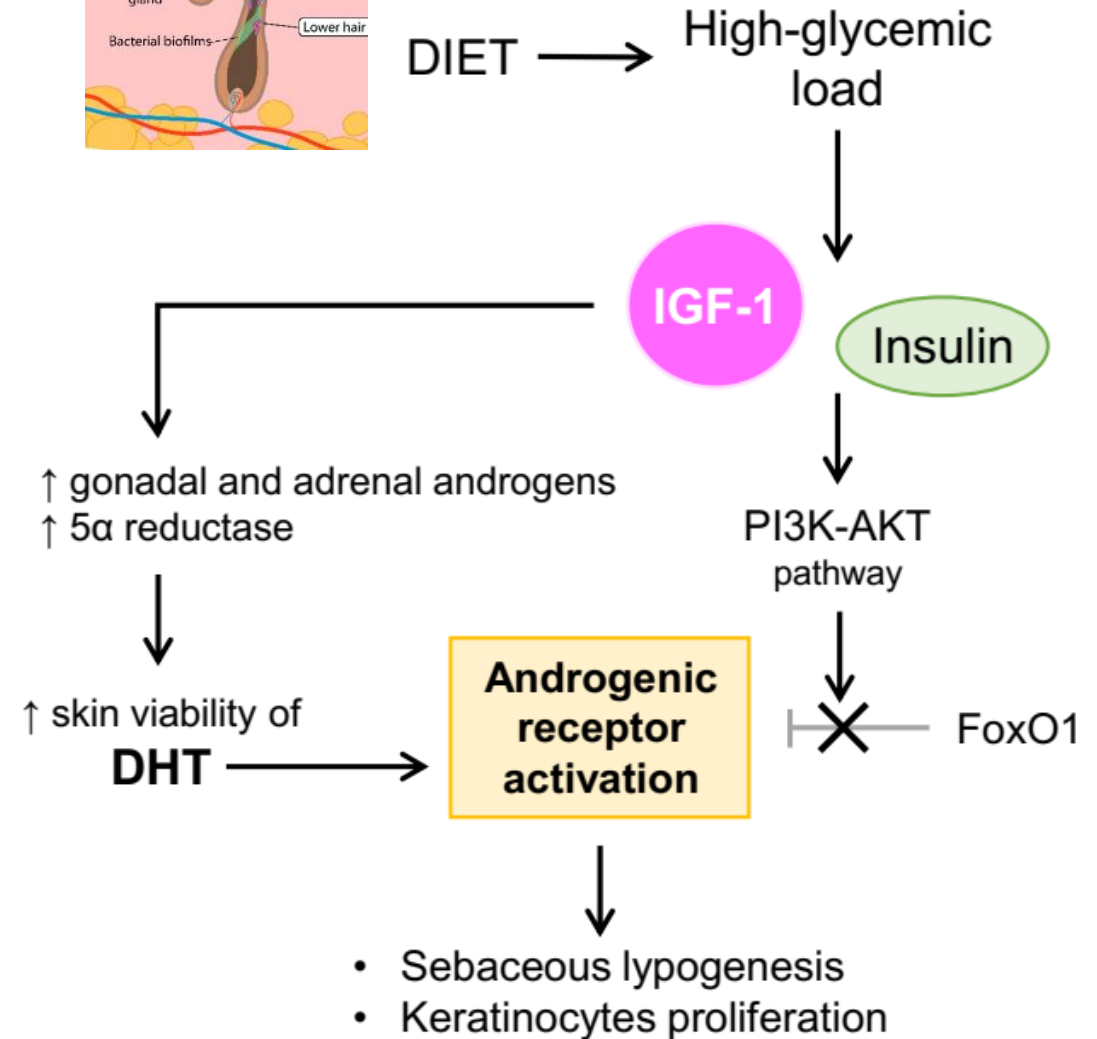 gland
Bacterial biofilms
Lower hair
DIET
High-glycemic
load
IGF-1
Insulin
↑ gonadal and adrenal androgens
↑ 5α reductase
PI3K-AKT
pathway
↑ skin viability of
DHT
Androgenic
receptor
activation
FoxO1
• Sebaceous lypogenesis
• Keratinocytes proliferation